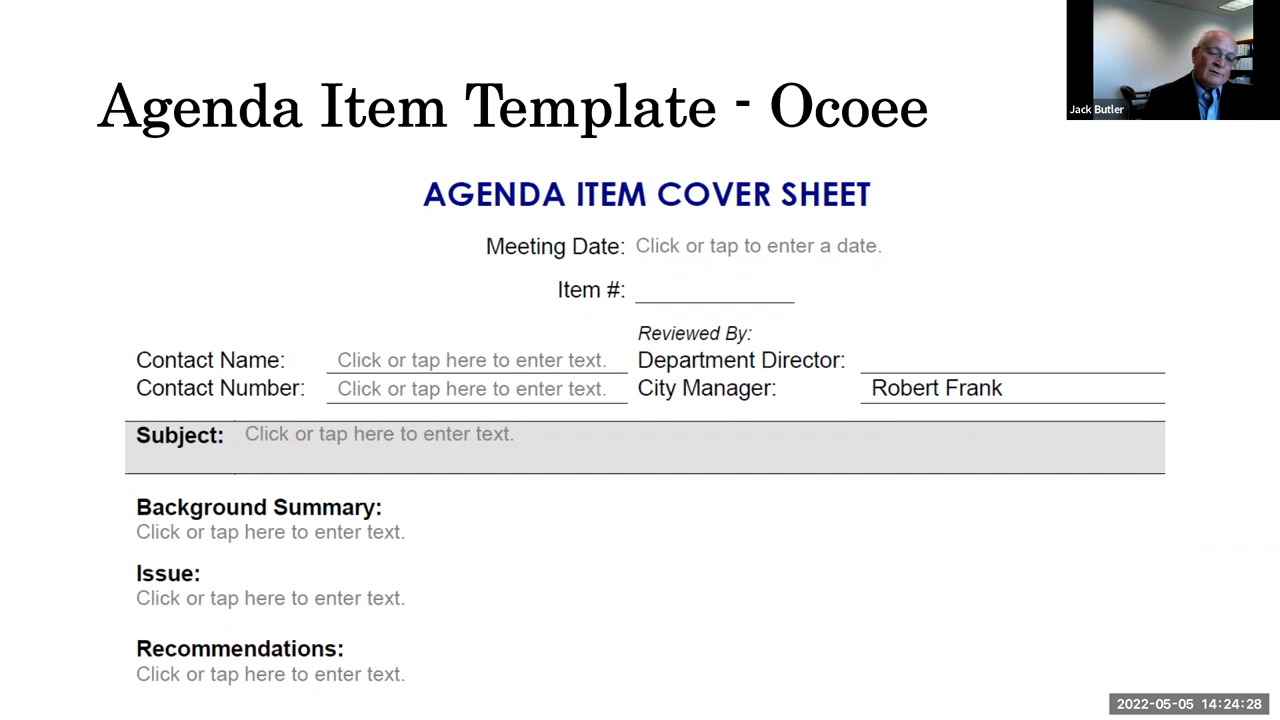 Jack Butler
Agenda Item Template - Ocoee
AGENDA ITEM COVER SHEET
Meeting Date: Click or tap to enter a date.
Item #:
Reviewed By:
Contact Name: Click or tap here to enter text. Department Director:
Contact Number: Click or tap here to enter text. City Manager: Robert Frank
Subject: Click or tap here to enter text.
Background Summary:
Click or tap here to enter text.
Issue:
Click or tap here to enter text.
Recommendations:
Click or tap here to enter text.
2022-05-05 14:24:28